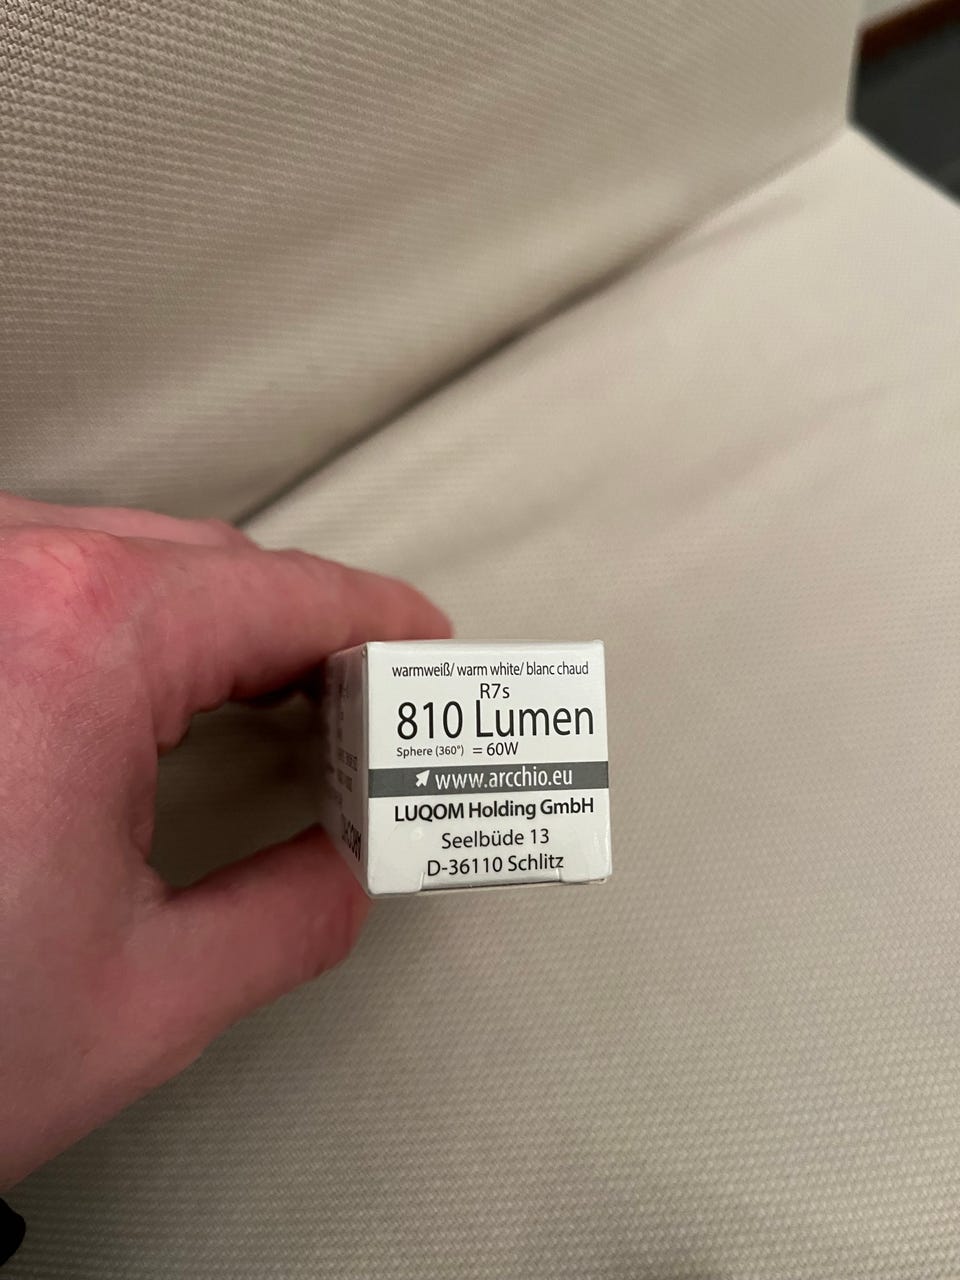 warmweiß/ warm white/ blanc chaud
R7s
810 Lumen
Sphere (360°) = 60W
www.arcchio.eu
LUQOM Holding GmbH
Seelbüde 13
D-36110 Schlitz
ARCCHIO